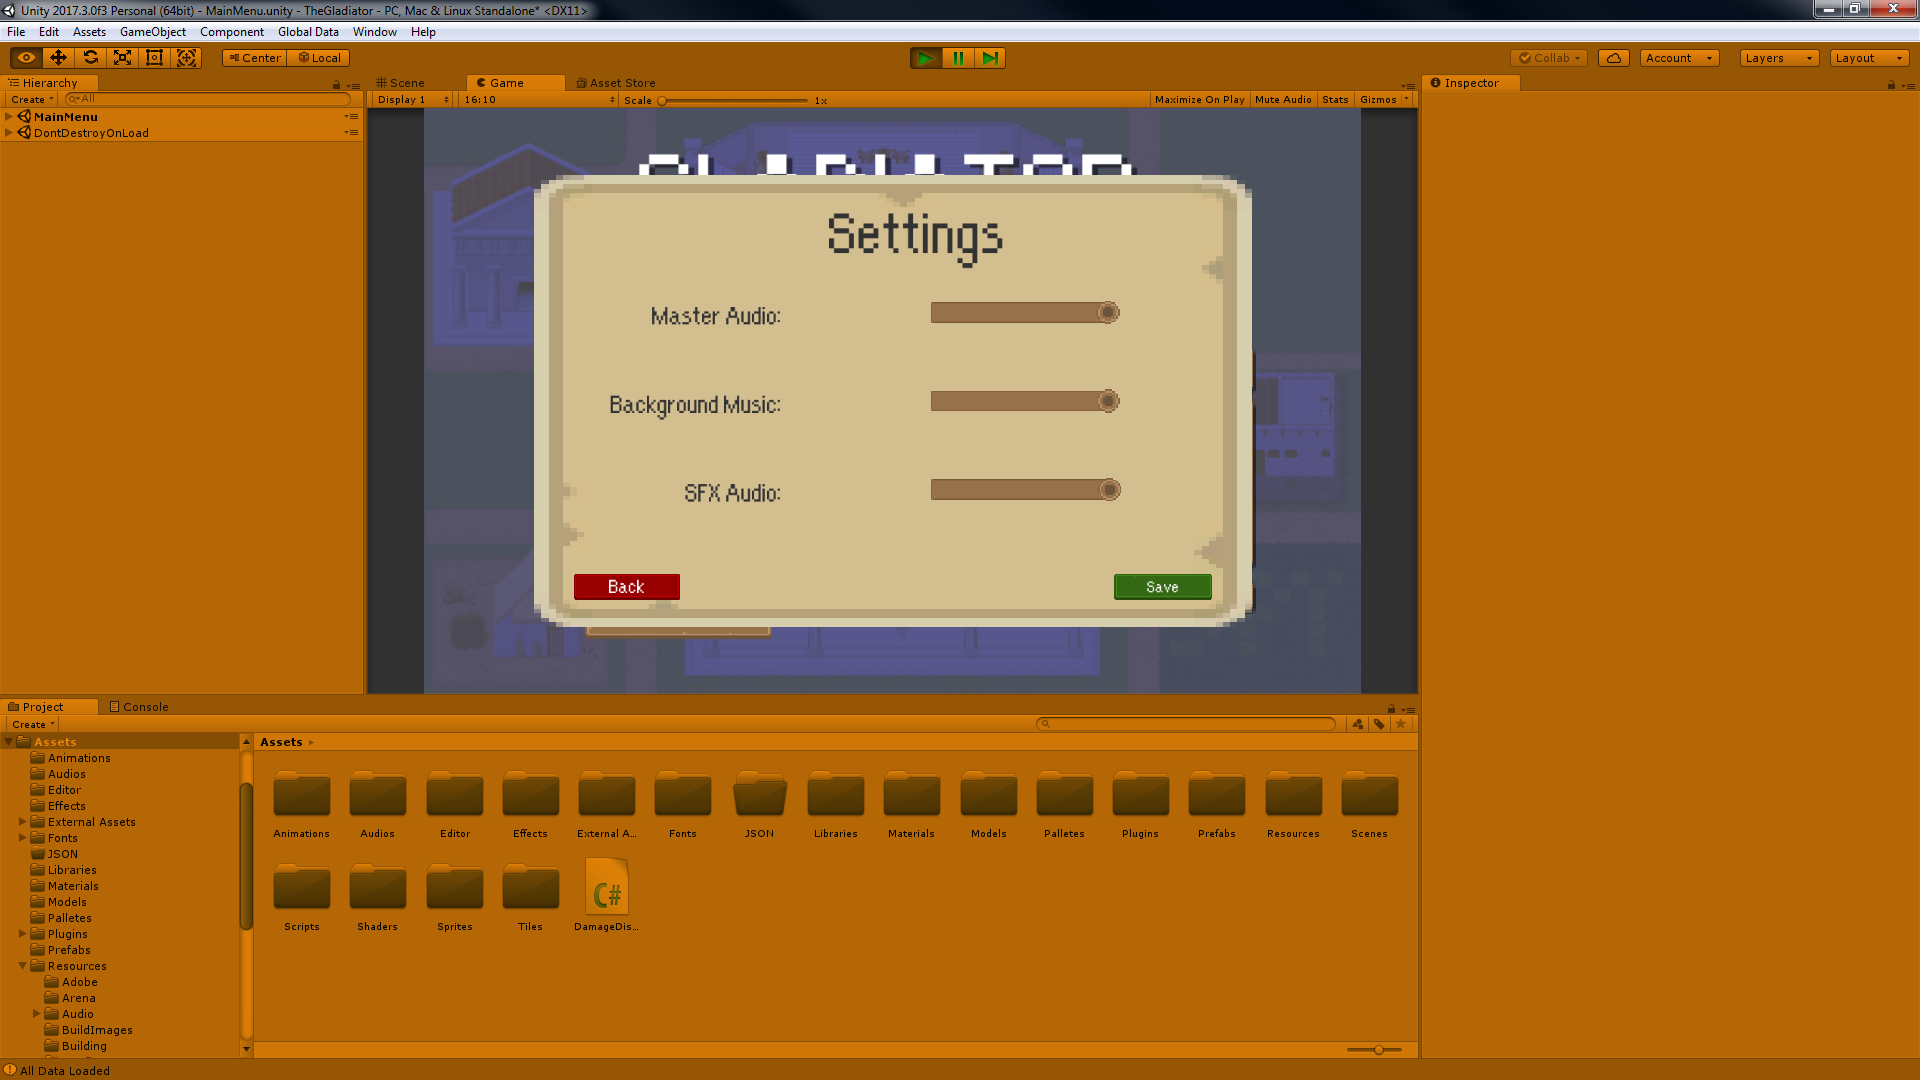 Unity 2017.3.0f3 Personal (64bit) - MainMenu.unity - TheGladiator - PC, Mac & Linux Standalone* <DX11>
File Edit Assets GameObject Component Global Data Window Help
Center Local Collab Account Layers Layout
Hierarchy Scene Game Asset Store Inspector
Create All Display 1 16:10 Scale 1x Maximize On Play Mute Audio Stats Gizmos
MainMenu
DontDestroyOnLoad
Settings
Master Audio:
Background Music:
SFX Audio:
Back Save
Project Console
Create
Assets
Animations
Audios
Editor
Effects
External Assets
Fonts
JSON
Libraries
Materials
Models
Palletes
Plugins
Prefabs
Resources
Adobe
Arena
Audio
BuildImages
Building
Assets
Animations Audios Editor Effects External A... Fonts JSON Libraries Materials Models Palletes Plugins Prefabs Resources Scenes
Scripts Shaders Sprites Tiles DamageDis...
C#
All Data Loaded